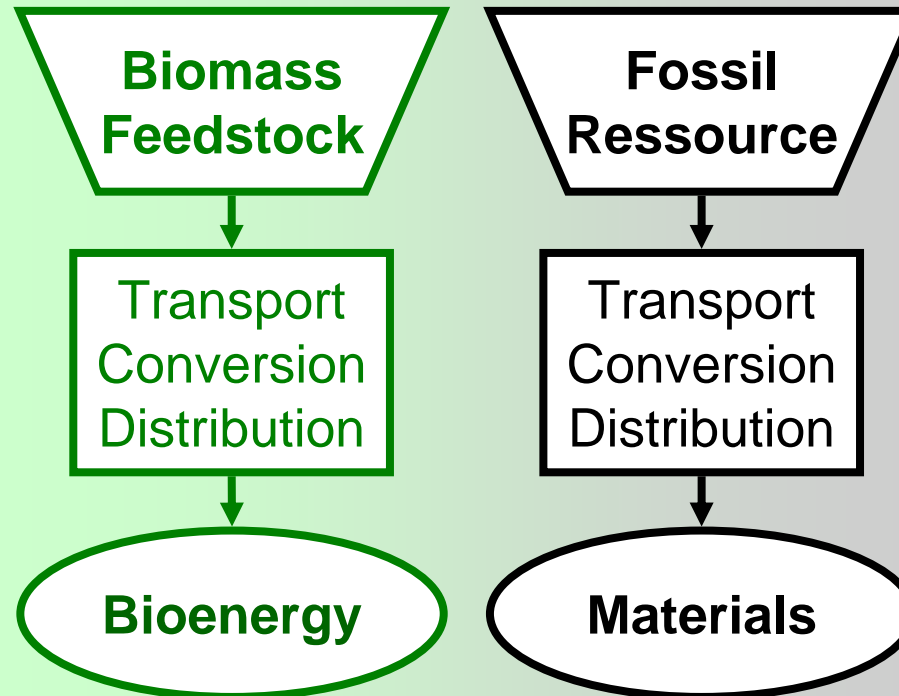 Biomass
Feedstock
Transport
Conversion
Distribution
Bioenergy
Fossil
Ressource
Transport
Conversion
Distribution
Materials